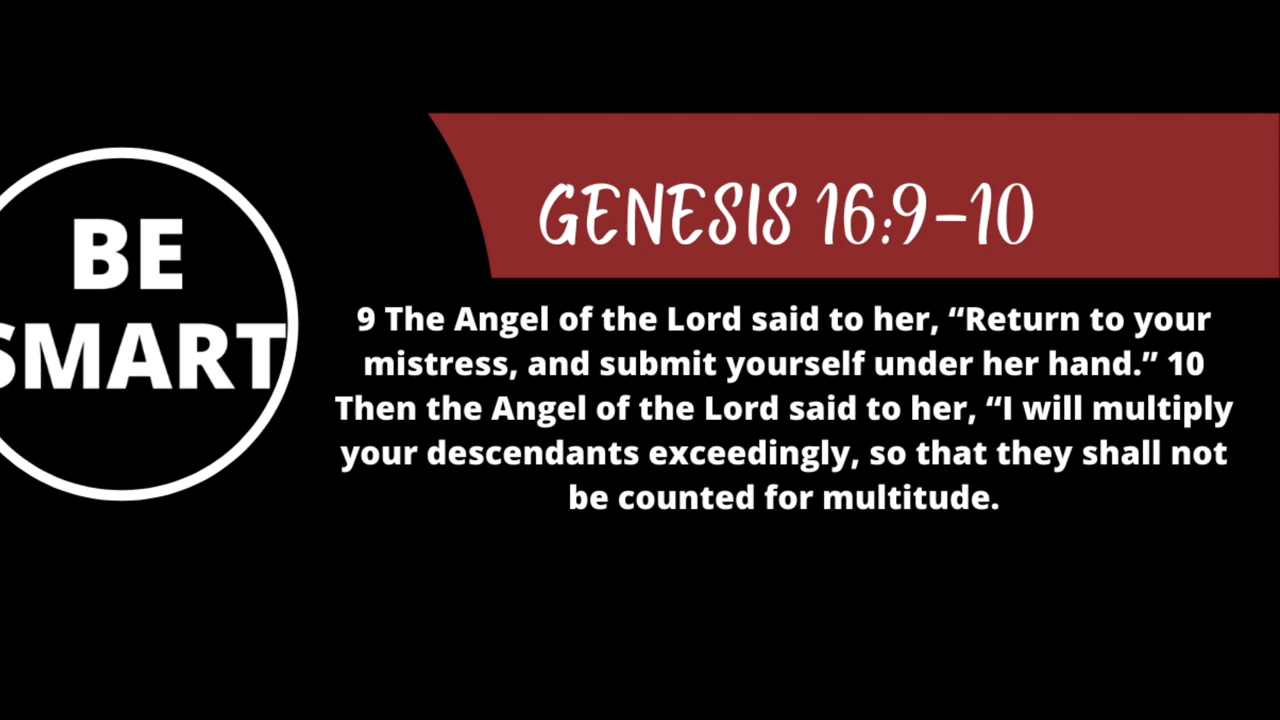 BE
SMART
GENESIS 16:9-10
9 The Angel of the Lord said to her, “Return to your
mistress, and submit yourself under her hand.” 10
Then the Angel of the Lord said to her, “I will multiply
your descendants exceedingly, so that they shall not
be counted for multitude.